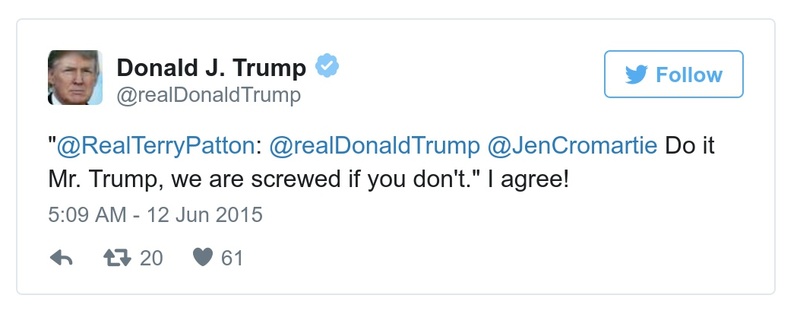 Donald J. Trump
@realDonaldTrump
Follow
"@RealTerryPatton: @realDonaldTrump @JenCromartie Do it
Mr. Trump, we are screwed if you don't." I agree!
5:09 AM - 12 Jun 2015
20 61